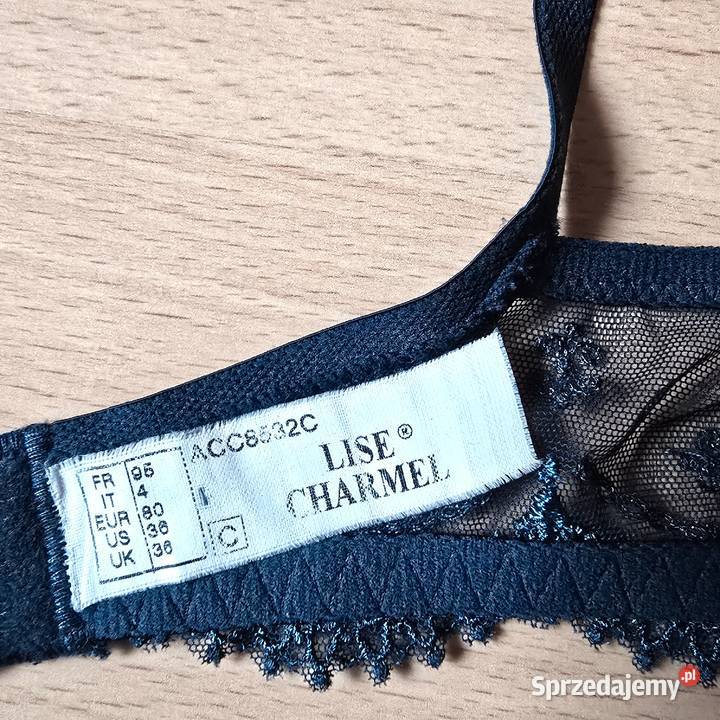 ACC8532C
LISE®
CHARMEL
FR 95
IT 4
EUR 80
US 36
UK 36
C
Sprzedajemy.pl